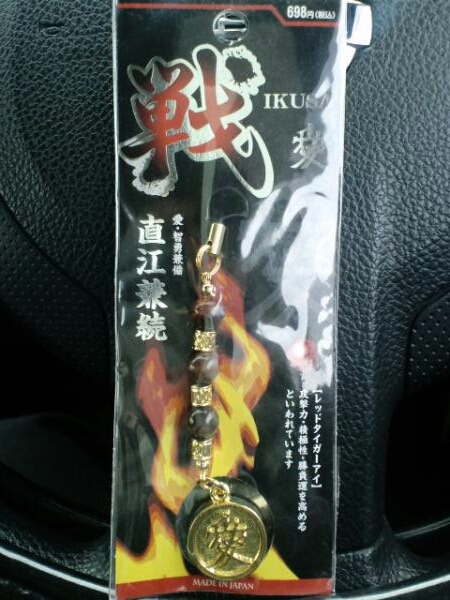 698円(税込)
戦
IKUSA
愛
愛・智勇兼備
直江兼続
【レッドタイガーアイ】
攻撃力・積極性・勝負運を高める
といわれています
愛
MADE IN JAPAN